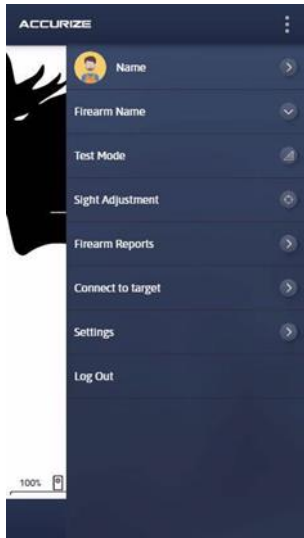 ACCURIZE
Name
Firearm Name
Test Mode
Sight Adjustment
Firearm Reports
Connect to target
Settings
Log Out
100%